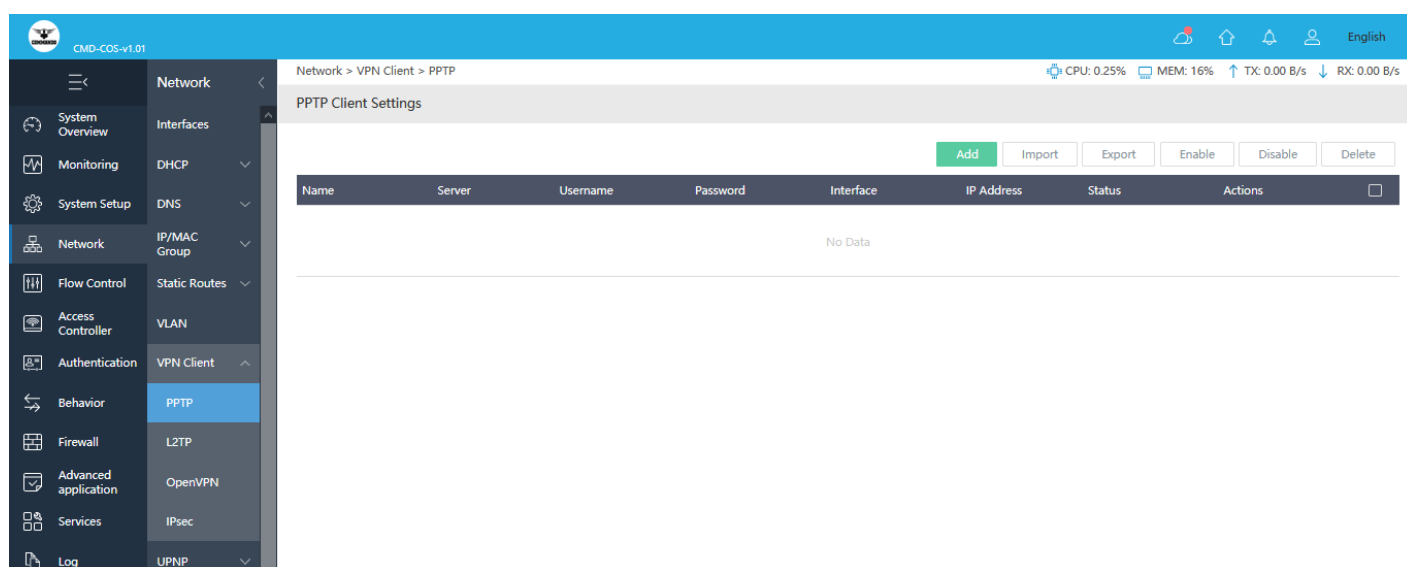 COMMANDO
CMD-COS-v1.01
English
Network
Network > VPN Client > PPTP
CPU: 0.25%
MEM: 16%
TX: 0.00 B/s
RX: 0.00 B/s
PPTP Client Settings
System
Overview
Monitoring
System Setup
Network
Flow Control
Access
Controller
Authentication
Behavior
Firewall
Advanced
application
Services
Log
Interfaces
DHCP
DNS
IP/MAC
Group
Static Routes
VLAN
VPN Client
PPTP
L2TP
OpenVPN
IPsec
UPNP
Add Import Export Enable Disable Delete
Name Server Username Password Interface IP Address Status Actions
No Data